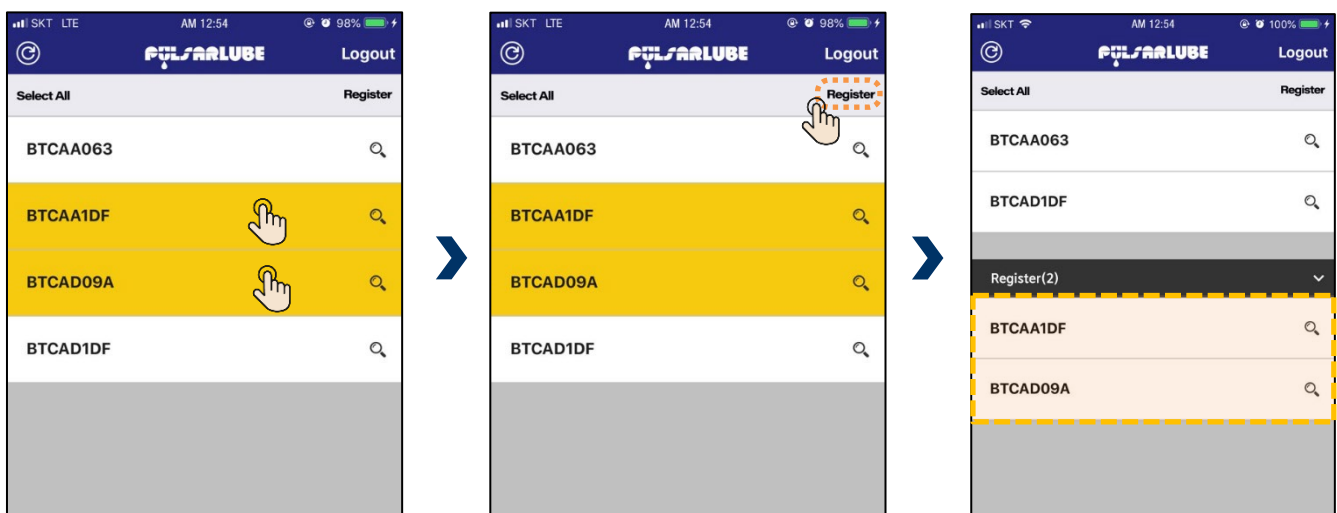 SKT LTE AM 12:54 98%
PULSARLUBE Logout
Select All Register
BTCAA063
BTCAA1DF
BTCAD09A
BTCAD1DF
SKT LTE AM 12:54 98%
PULSARLUBE Logout
Select All Register
BTCAA063
BTCAA1DF
BTCAD09A
BTCAD1DF
SKT AM 12:54 100%
PULSARLUBE Logout
Select All Register
BTCAA063
BTCAD1DF
Register(2)
BTCAA1DF
BTCAD09A